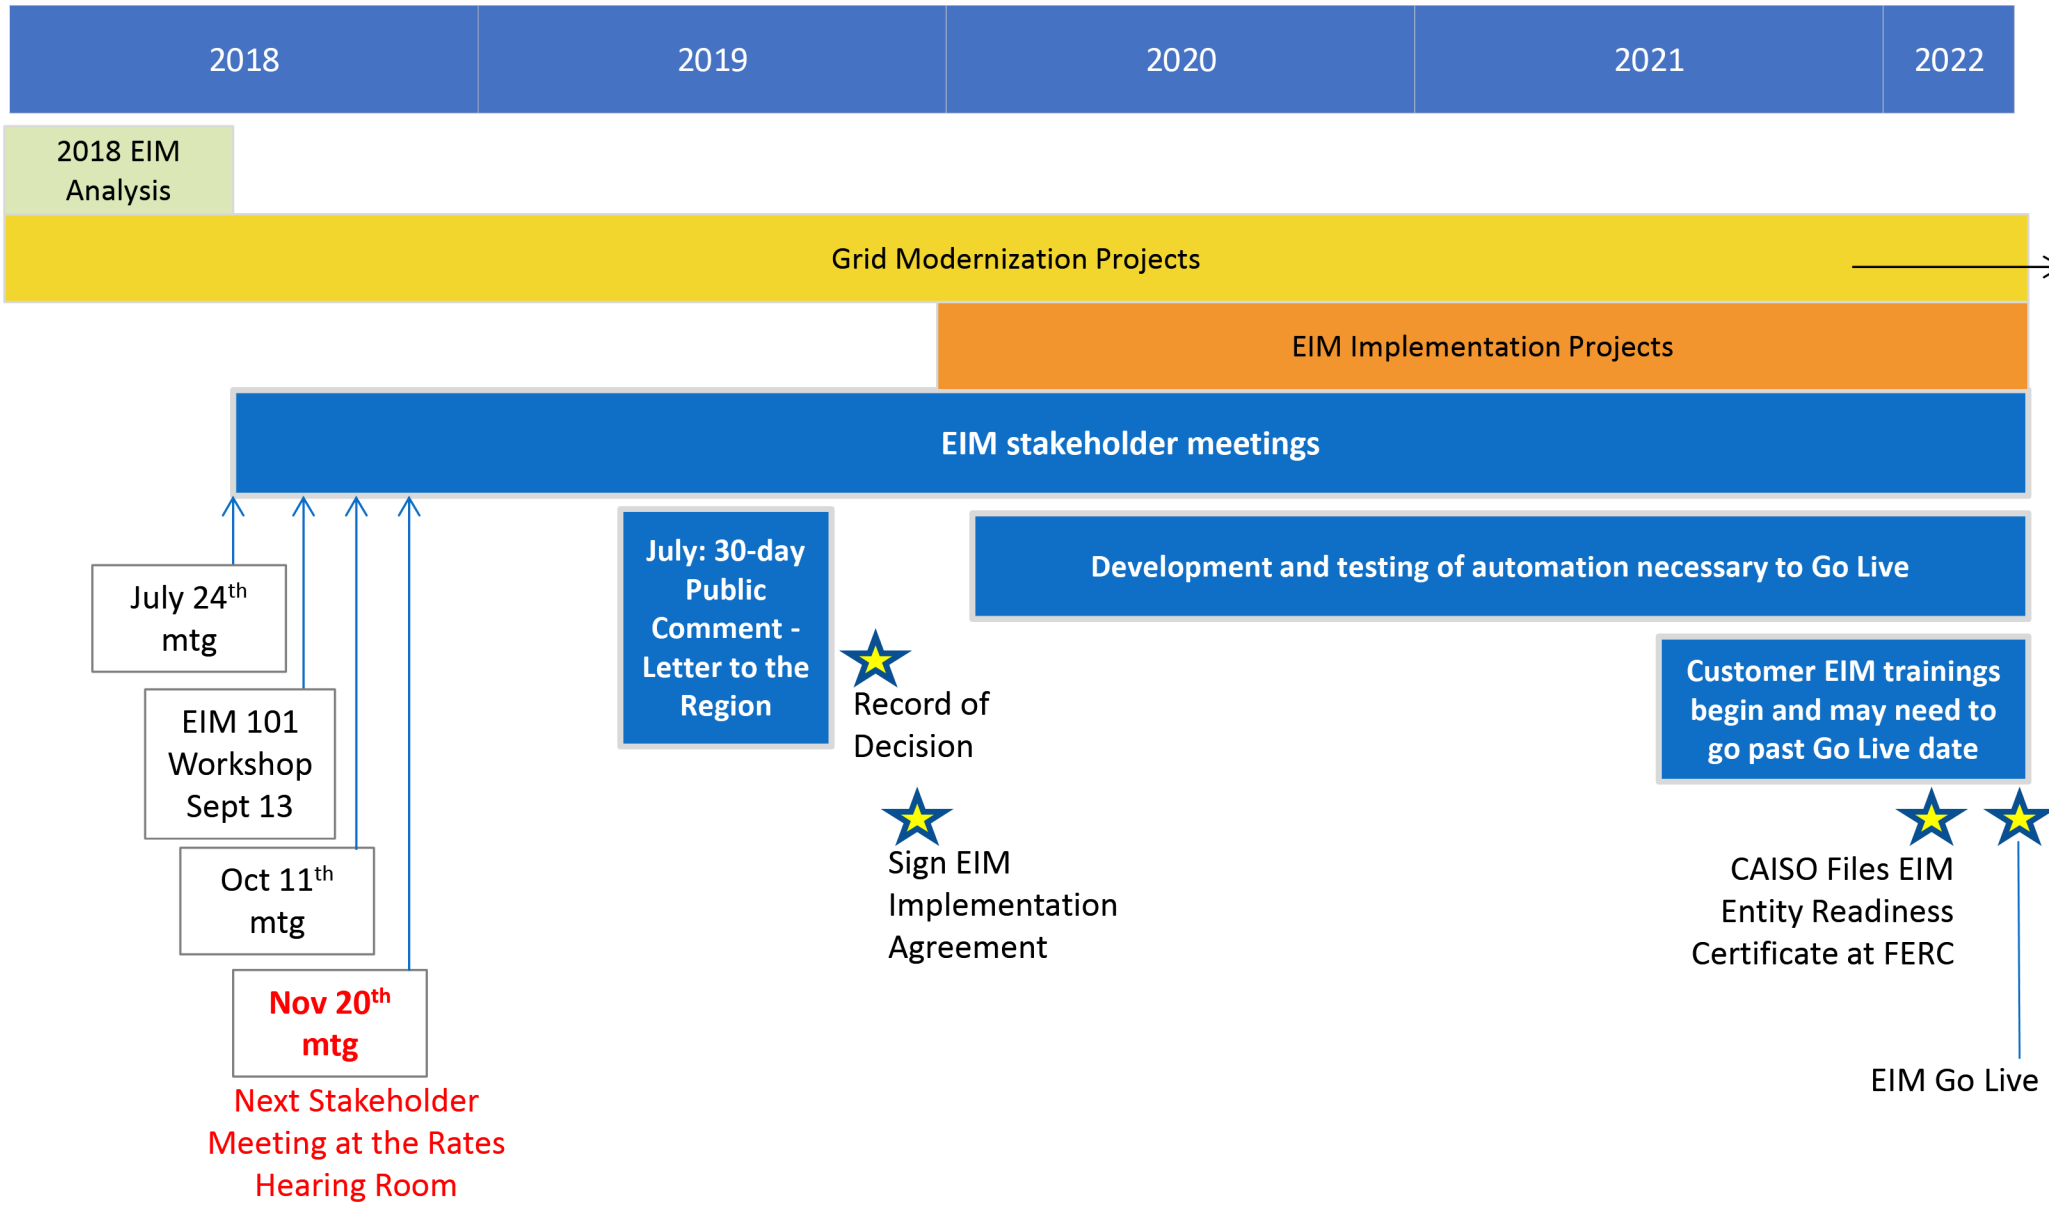 2018
2019
2020
2021
2022
2018 EIM
Analysis
Grid Modernization Projects
EIM Implementation Projects
EIM stakeholder meetings
July 24th
mtg
EIM 101
Workshop
Sept 13
Oct 11th
mtg
Nov 20th
mtg
Next Stakeholder
Meeting at the Rates
Hearing Room
July: 30-day
Public
Comment -
Letter to the
Region
Record of
Decision
Sign EIM
Implementation
Agreement
Development and testing of automation necessary to Go Live
Customer EIM trainings
begin and may need to
go past Go Live date
CAISO Files EIM
Entity Readiness
Certificate at FERC
EIM Go Live